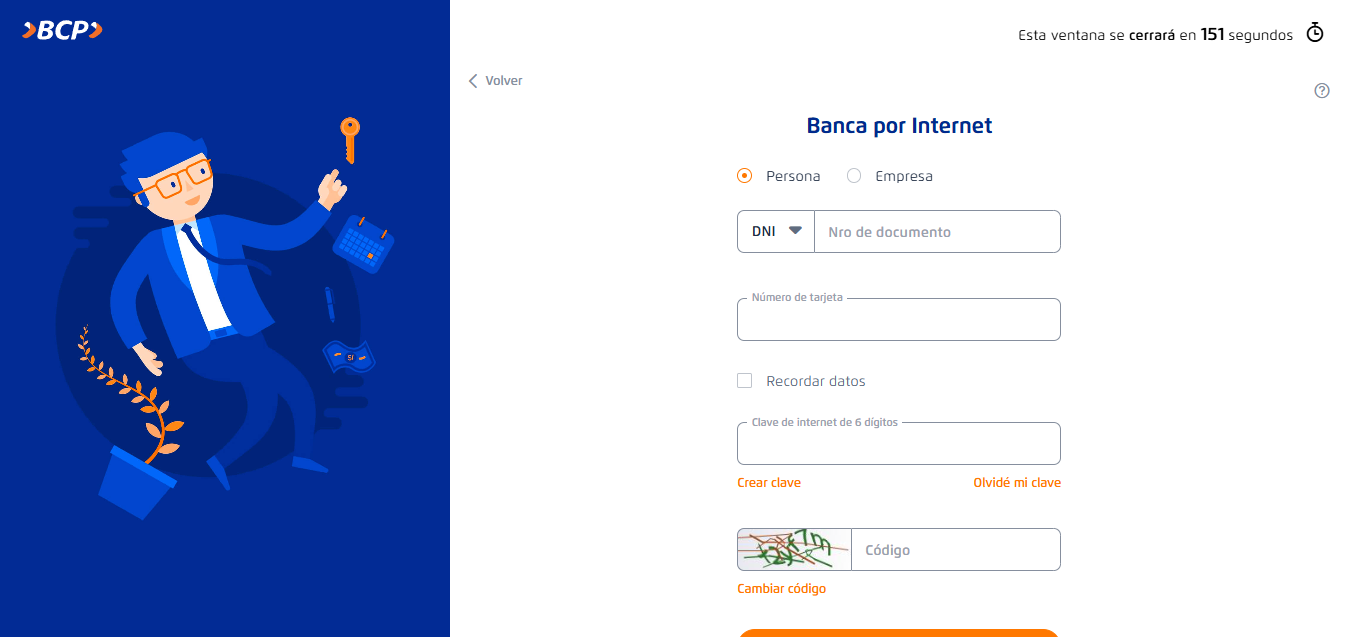 BCP
Esta ventana se cerrará en 151 segundos
Volver
Banca por Internet
Persona
Empresa
DNI
Nro de documento
Número de tarjeta
Recordar datos
Clave de internet de 6 dígitos
Crear clave
Olvidé mi clave
Código
Cambiar código